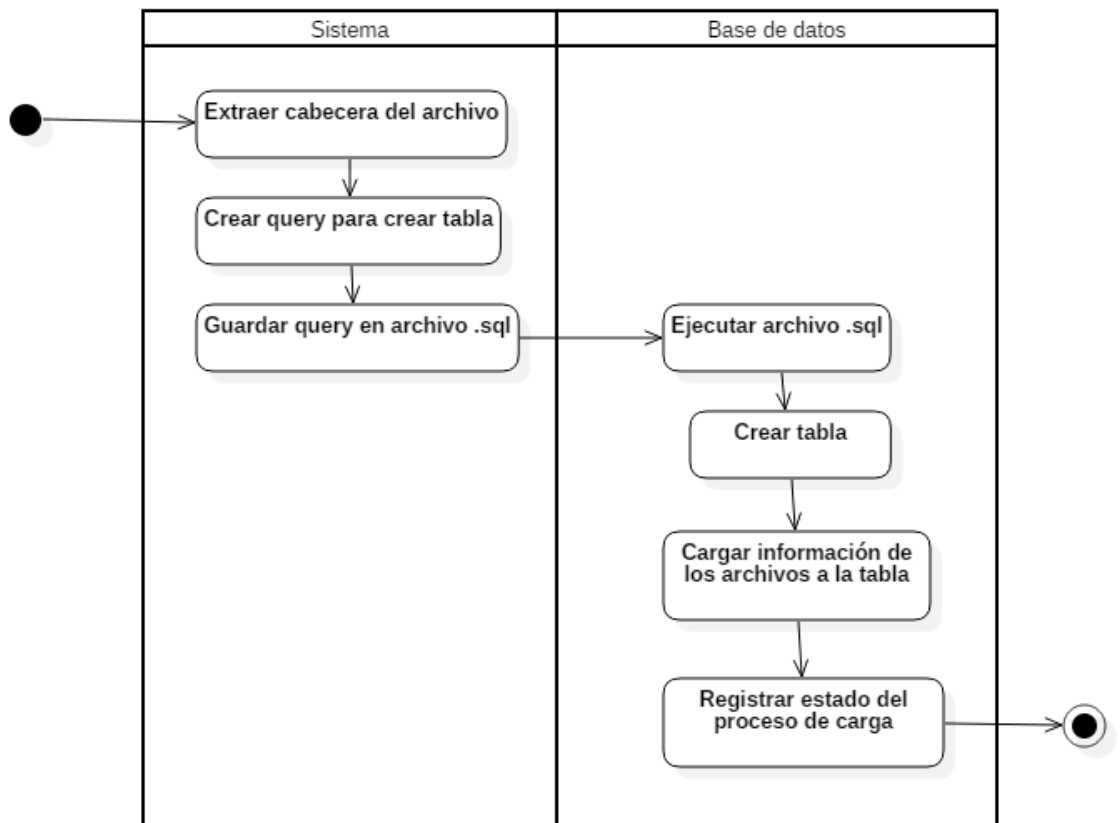 Sistema
Base de datos
Extraer cabecera del archivo
Crear query para crear tabla
Guardar query en archivo .sql
Ejecutar archivo .sql
Crear tabla
Cargar información de
los archivos a la tabla
Registrar estado del
proceso de carga